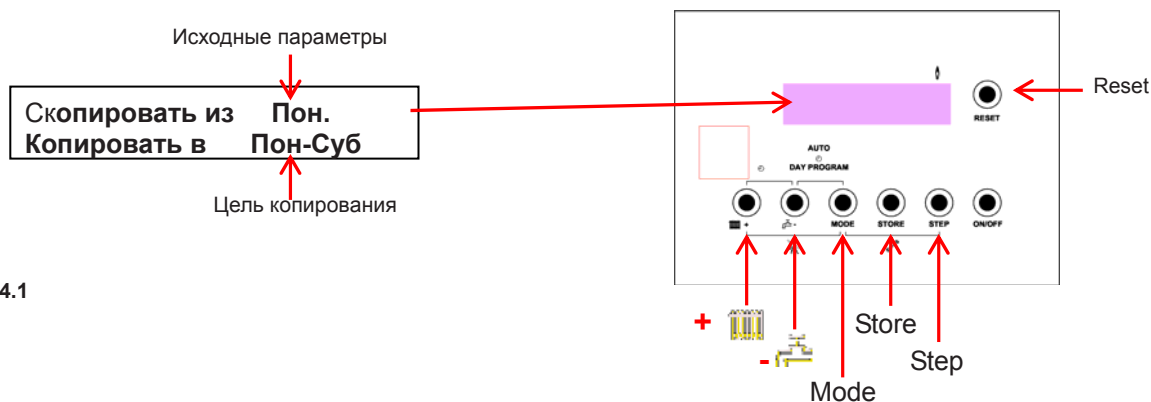 Исходные параметры
Скопировать из Пон.
Копировать в Пон-Суб
Цель копирования
4.1
Reset
RESET
AUTO
DAY PROGRAM
+ - MODE STORE STEP ON/OFF
+
-
Store
Step
Mode